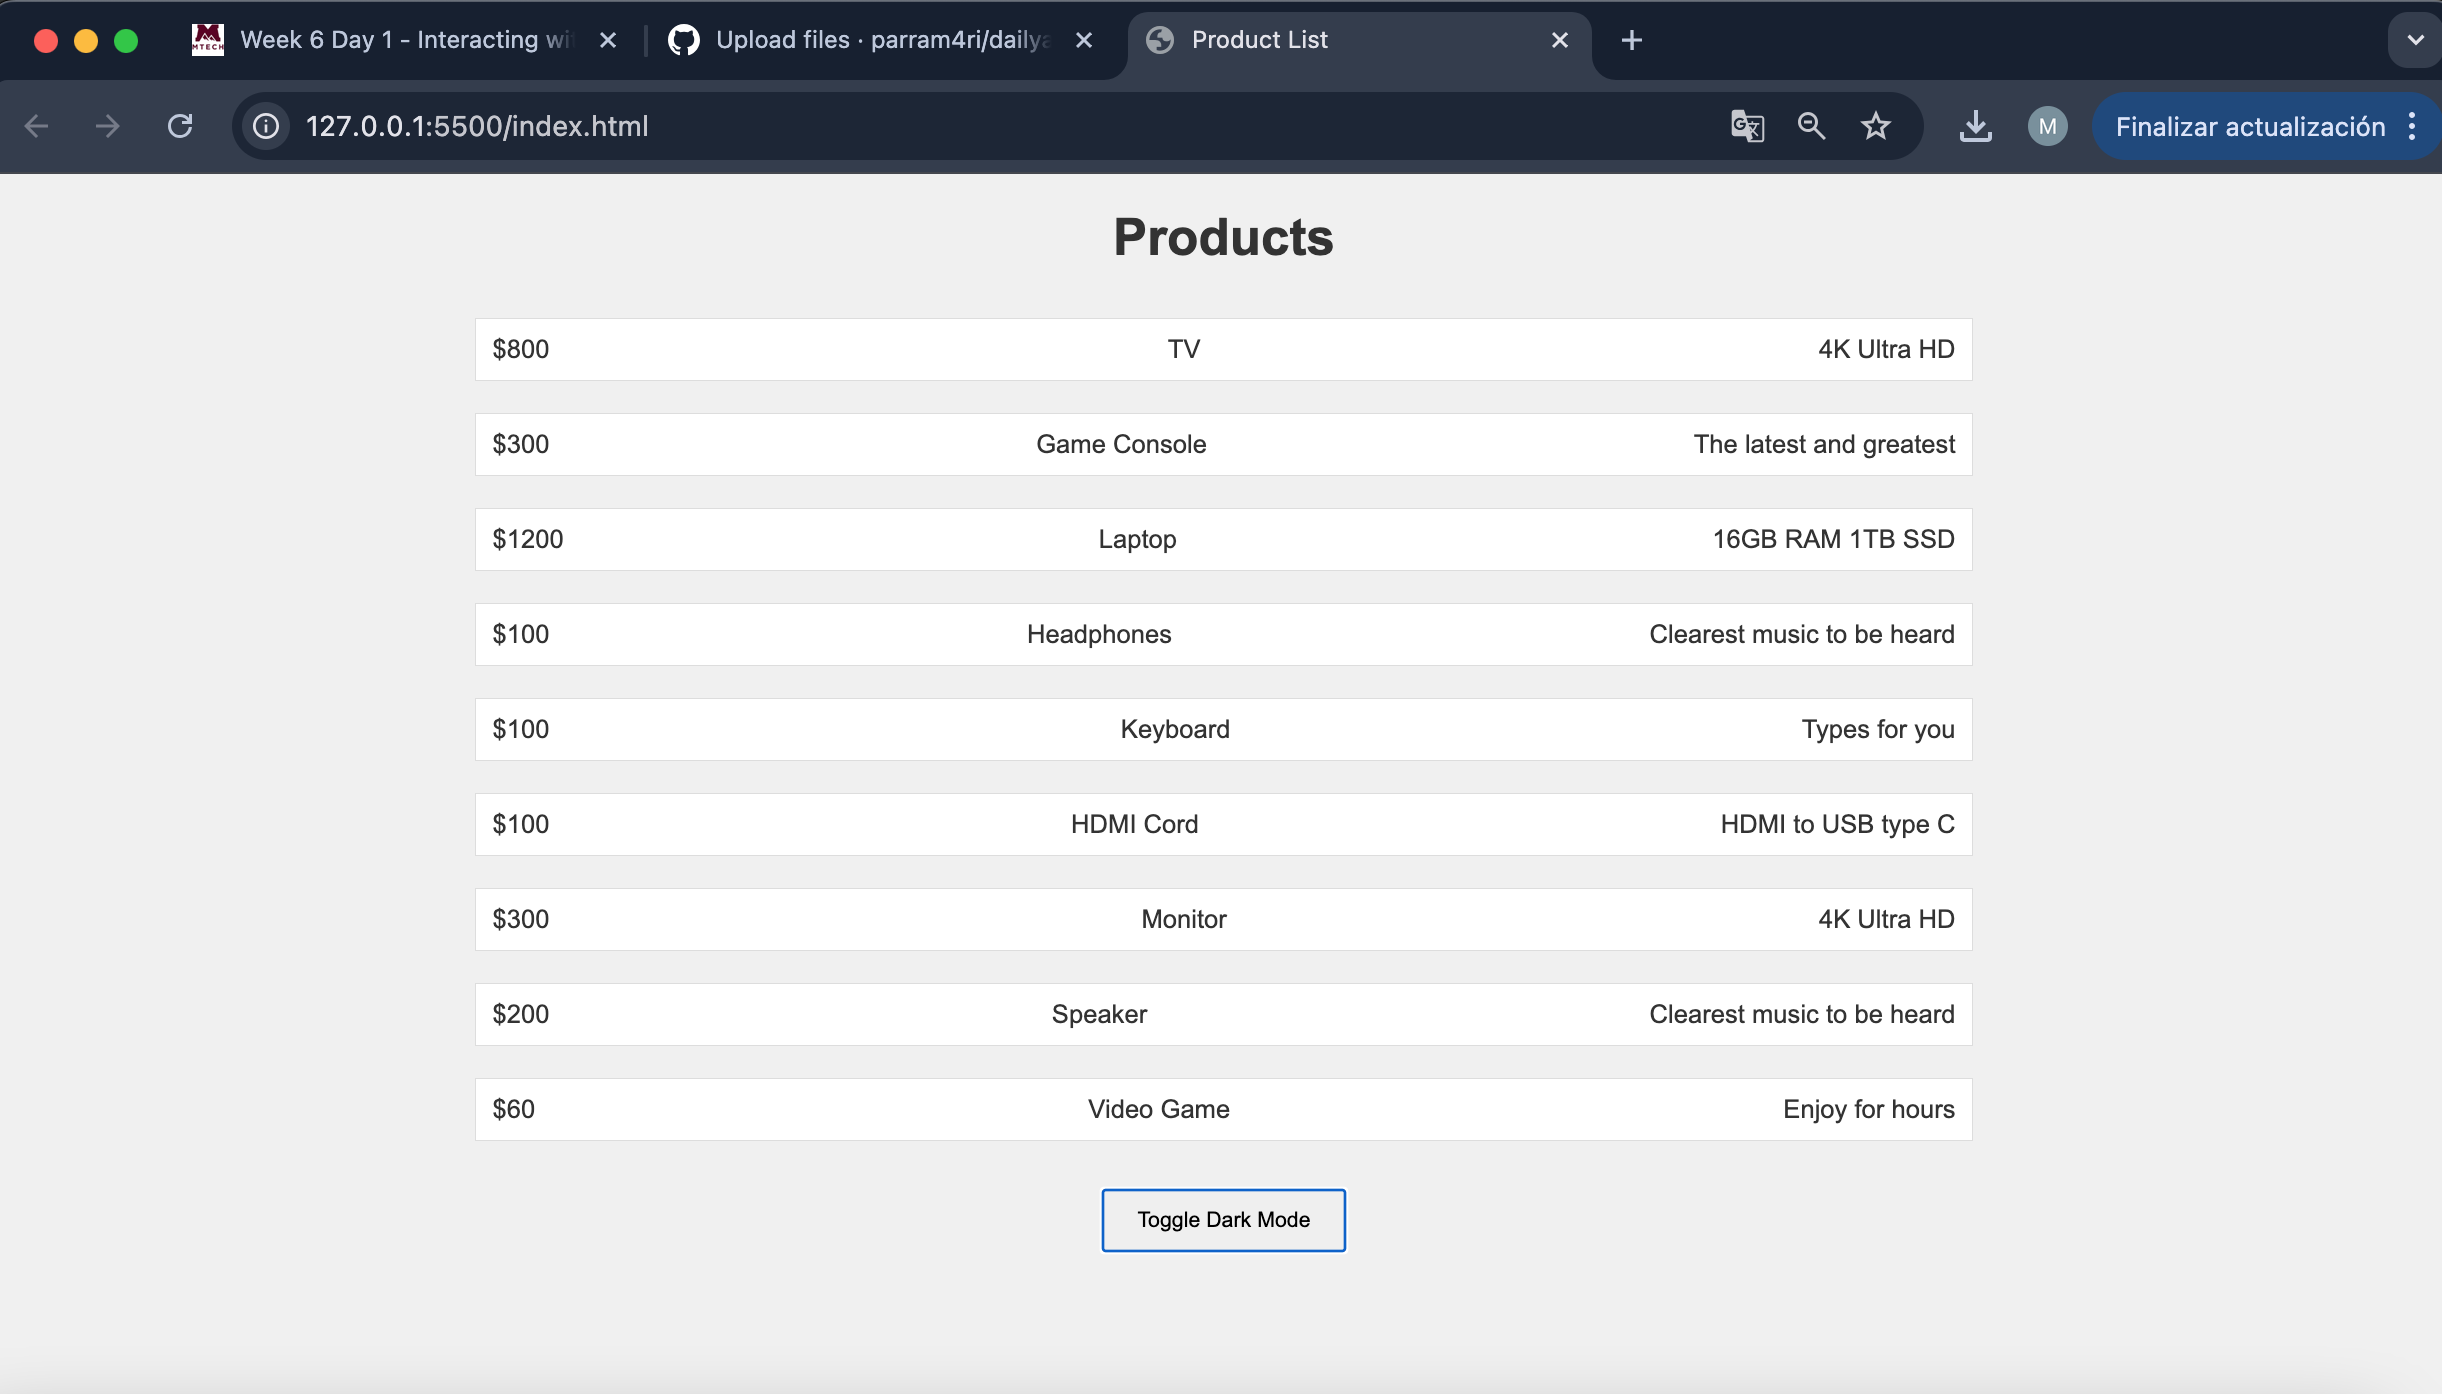 MTECH
Week 6 Day 1 - Interacting wi
Upload files · parram4ri/daily
Product List
127.0.0.1:5500/index.html
M
Finalizar actualización
Products
$800 TV 4K Ultra HD
$300 Game Console The latest and greatest
$1200 Laptop 16GB RAM 1TB SSD
$100 Headphones Clearest music to be heard
$100 Keyboard Types for you
$100 HDMI Cord HDMI to USB type C
$300 Monitor 4K Ultra HD
$200 Speaker Clearest music to be heard
$60 Video Game Enjoy for hours
Toggle Dark Mode